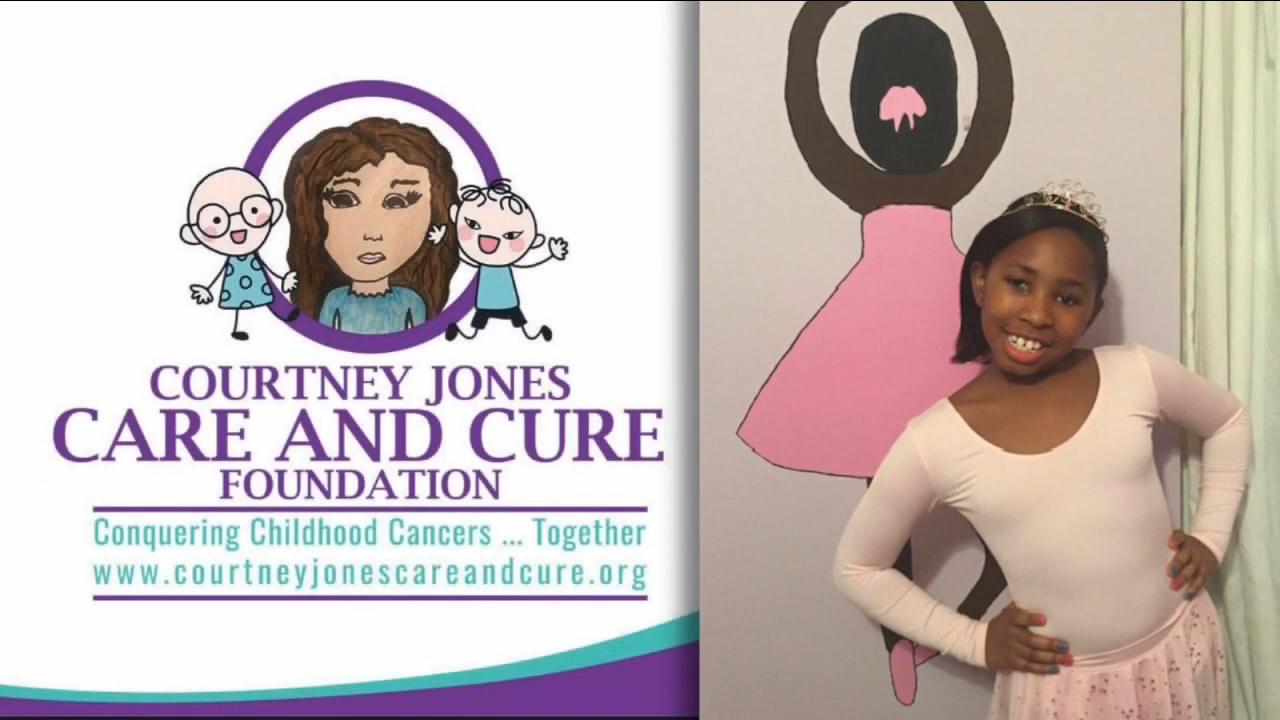 COURTNEY JONES
CARE AND CURE
FOUNDATION
Conquering Childhood Cancers ... Together
www.courtneyjonescareandcure.org